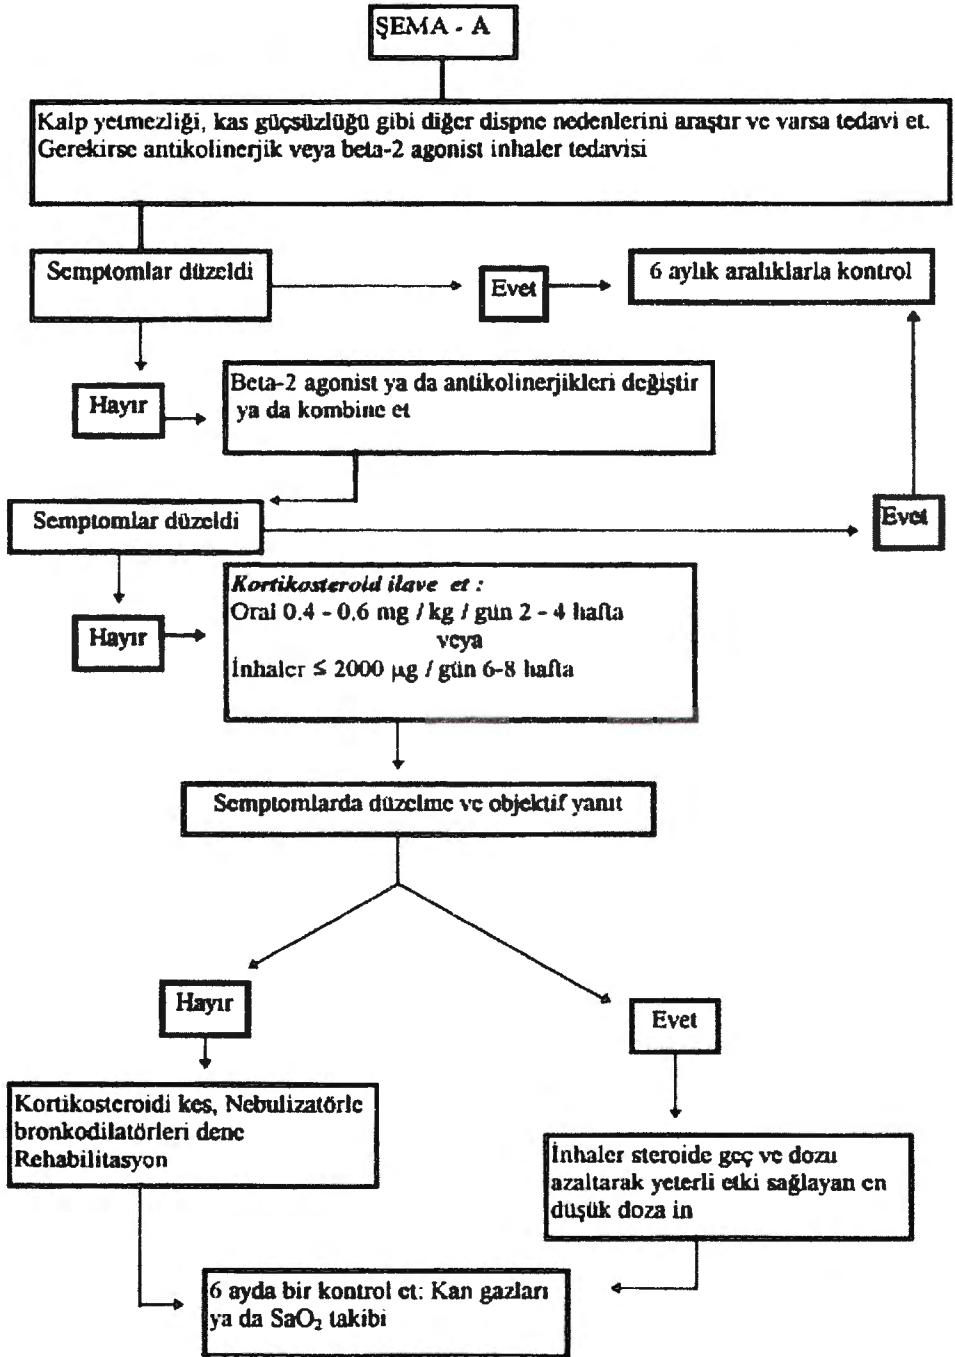 ŞEMA - A
Kalp yetmezliği, kas güçsüzlüğü gibi diğer dispne nedenlerini araştır ve varsa tedavi et.
Gerekirse antikolinerjik veya beta-2 agonist inhaler tedavisi
Semptomlar düzeldi
Evet
6 aylık aralıklarla kontrol
Hayır
Beta-2 agonist ya da antikolinerjikleri değiştir
ya da kombine et
Semptomlar düzeldi
Evet
Hayır
Kortikosteroid ilave et :
Oral 0.4 - 0.6 mg / kg / gün 2 - 4 hafta
veya
İnhaler ≤ 2000 µg / gün 6-8 hafta
Semptomlarda düzelme ve objektif yanıt
Hayır
Evet
Kortikosteroidi kes, Nebulizatörle
bronkodilatörleri dene
Rehabilitasyon
İnhaler steroide geç ve dozu
azaltarak yeterli etki sağlayan en
düşük doza in
6 ayda bir kontrol et: Kan gazları
ya da SaO₂ takibi